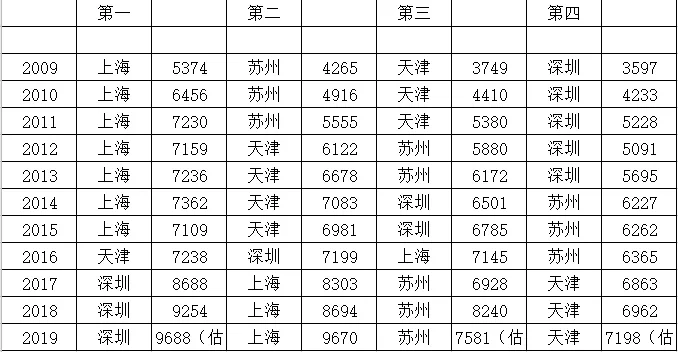 第一 第二 第三 第四
2009 上海 5374 苏州 4265 天津 3749 深圳 3597
2010 上海 6456 苏州 4916 天津 4410 深圳 4233
2011 上海 7230 苏州 5555 天津 5380 深圳 5228
2012 上海 7159 天津 6122 苏州 5880 深圳 5091
2013 上海 7236 天津 6678 苏州 6172 深圳 5695
2014 上海 7362 天津 7083 深圳 6501 苏州 6227
2015 上海 7109 天津 6981 深圳 6785 苏州 6262
2016 天津 7238 深圳 7199 上海 7145 苏州 6365
2017 深圳 8688 上海 8303 苏州 6928 天津 6863
2018 深圳 9254 上海 8694 苏州 8240 天津 6962
2019 深圳 9688（估 上海 9670 苏州 7581（估 天津 7198（估